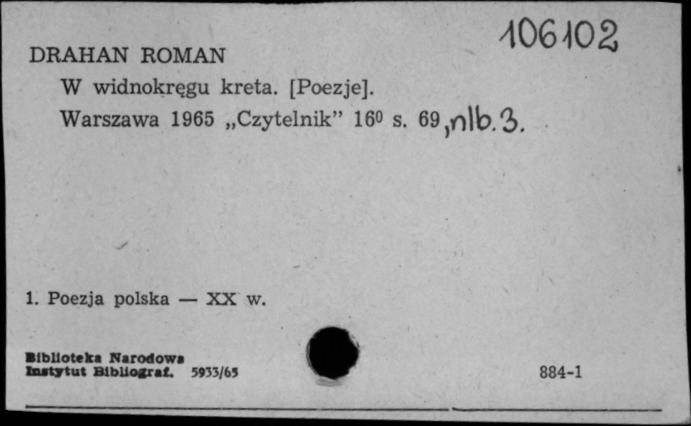 106102
DRAHAN ROMAN
W widnokręgu kreta. [Poezje].
Warszawa 1965 „Czytelnik” 16⁰ s. 69, nlb. 3.
1. Poezja polska — XX w.
Biblioteka Narodowa
Instytut Bibliograf. 5933/65
884-1